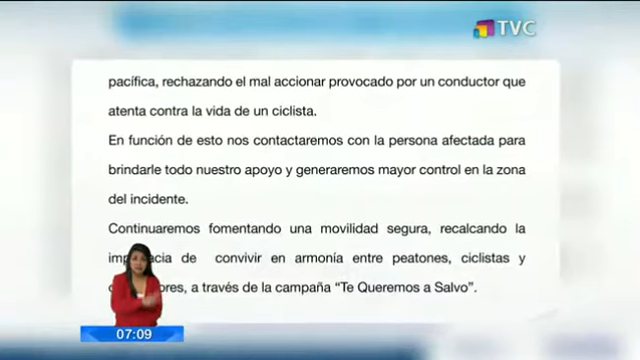 TVC
pacífica, rechazando el mal accionar provocado por un conductor que
atenta contra la vida de un ciclista.
En función de esto nos contactaremos con la persona afectada para
brindarle todo nuestro apoyo y generaremos mayor control en la zona
del incidente.
Continuaremos fomentando una movilidad segura, recalcando la
de convivir en armonía entre peatones, ciclistas y
a través de la campaña “Te Queremos a Salvo”.
07:09